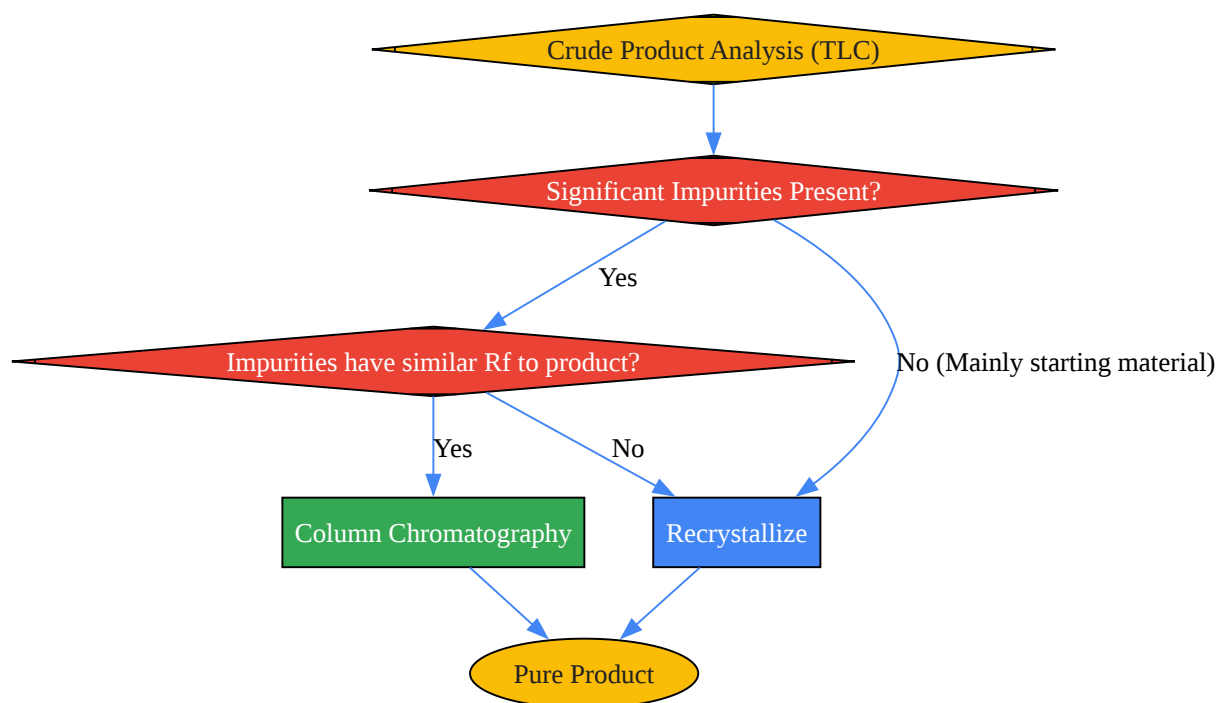 Crude Product Analysis (TLC)
Significant Impurities Present?
Yes
Impurities have similar Rf to product?
No (Mainly starting material)
Yes
No
Column Chromatography
Recrystallize
Pure Product